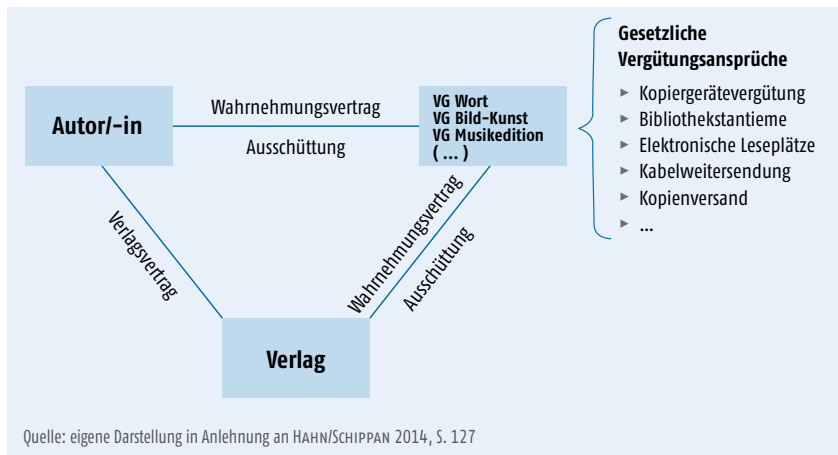 Gesetzliche
Vergütungsansprüche
► Kopiergerätevergütung
► Bibliothekstantieme
► Elektronische Leseplätze
► Kabelweitersendung
► Kopienversand
► ...
Autor/-in
Wahrnehmungsvertrag
Ausschüttung
VG Wort
VG Bild-Kunst
VG Musikedition
( ... )
Verlagsvertrag
Wahrnehmungsvertrag
Ausschüttung
Verlag
Quelle: eigene Darstellung in Anlehnung an HAHN/SCHIPPAN 2014, S. 127